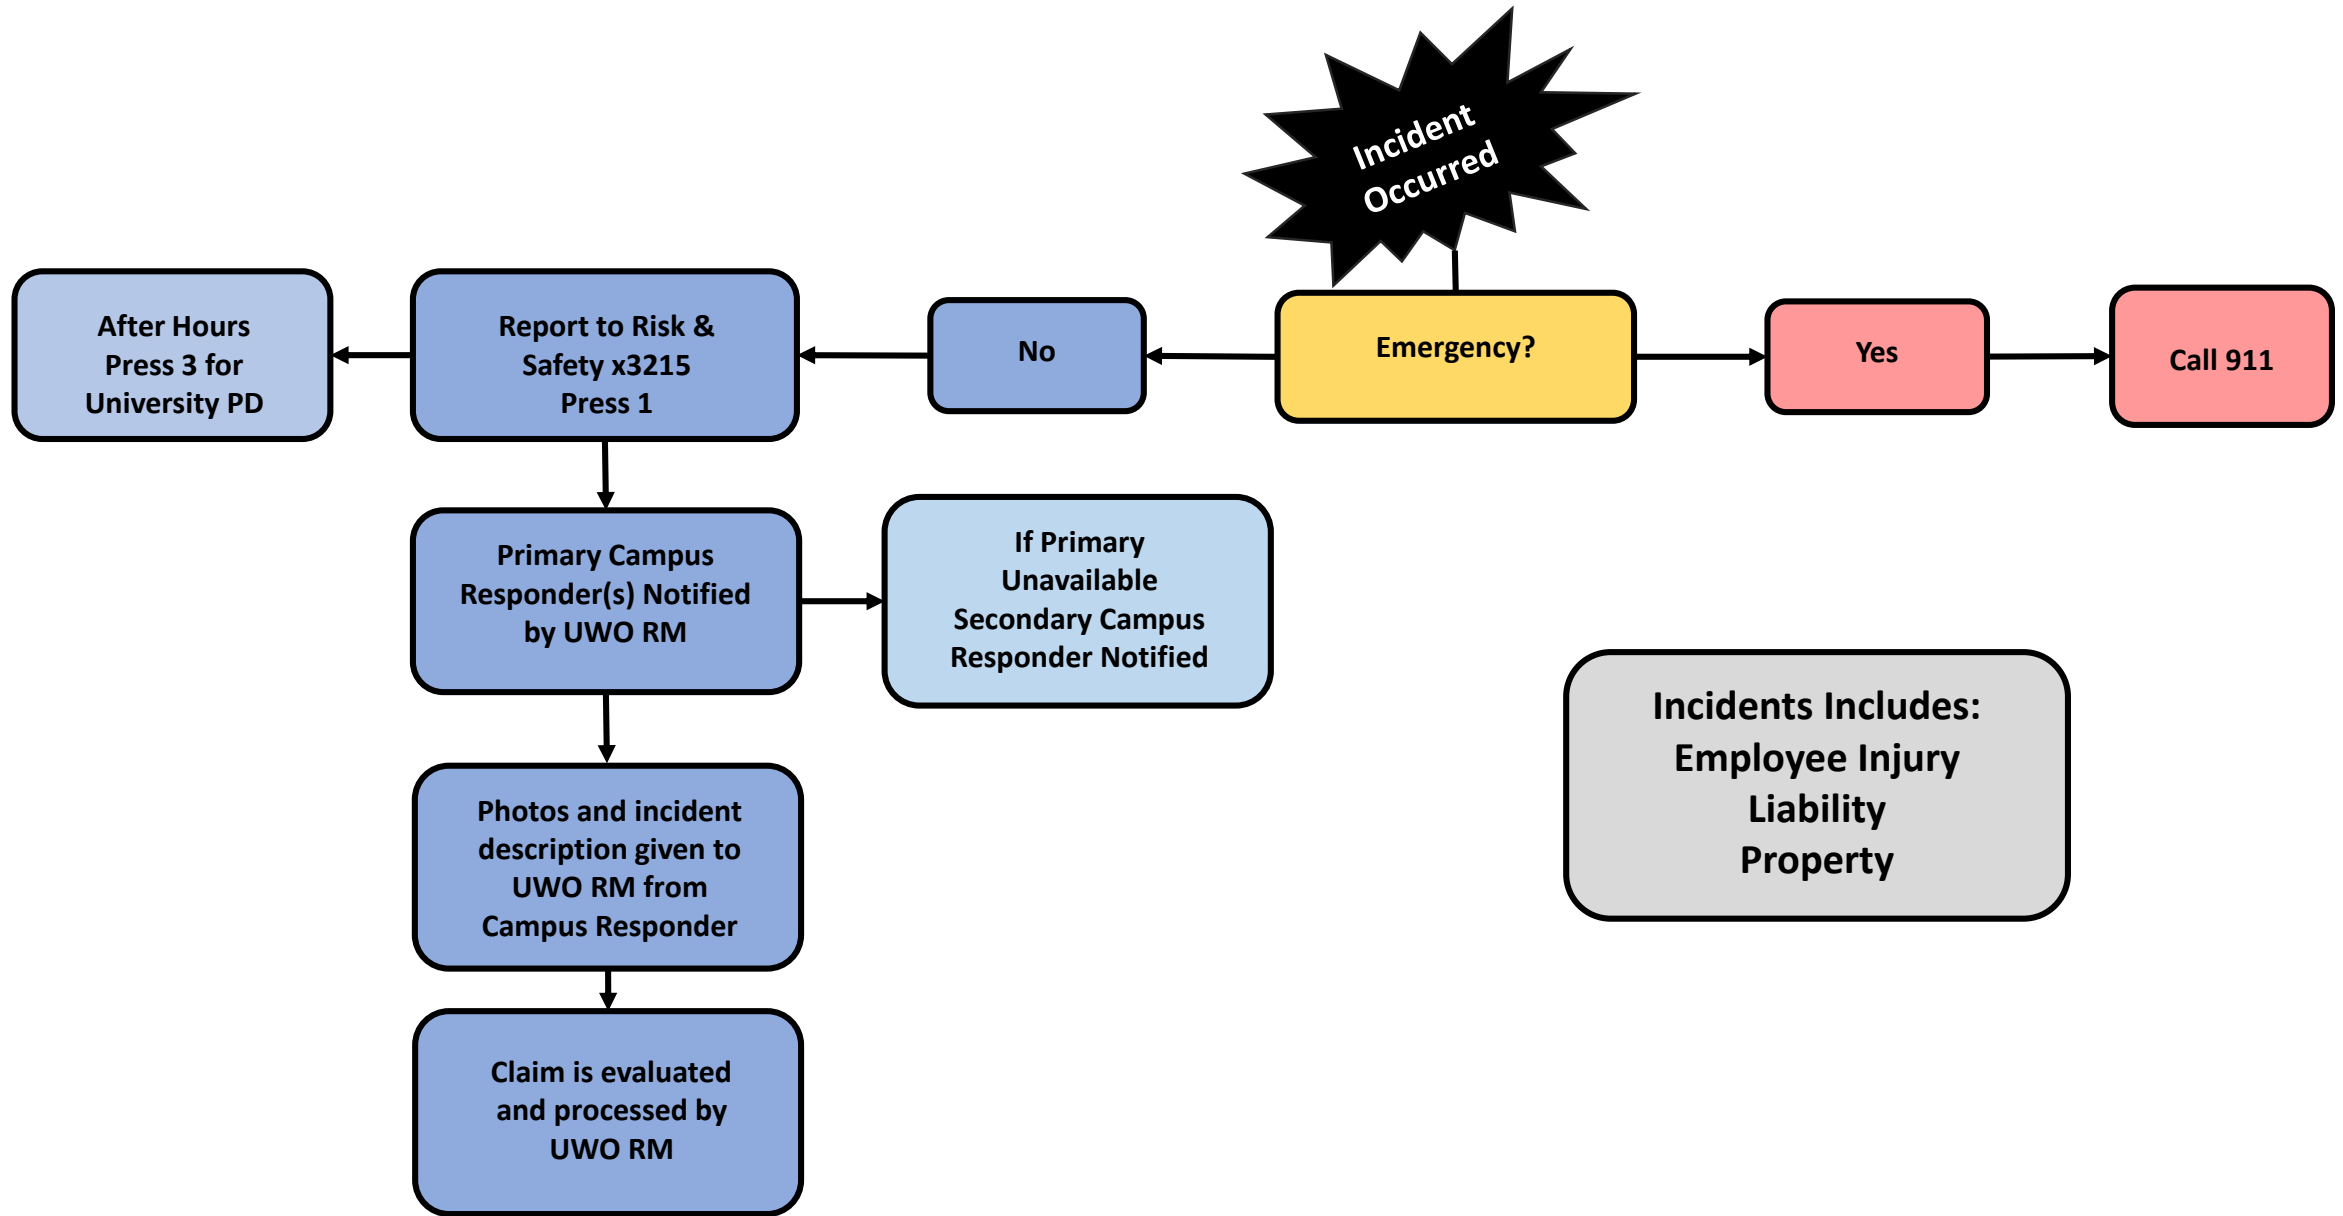 Incident
Occurred
After Hours
Press 3 for
University PD
Report to Risk &
Safety x3215
Press 1
No
Emergency?
Yes
Call 911
Primary Campus
Responder(s) Notified
by UWO RM
If Primary
Unavailable
Secondary Campus
Responder Notified
Incidents Includes:
Employee Injury
Liability
Property
Photos and incident
description given to
UWO RM from
Campus Responder
Claim is evaluated
and processed by
UWO RM